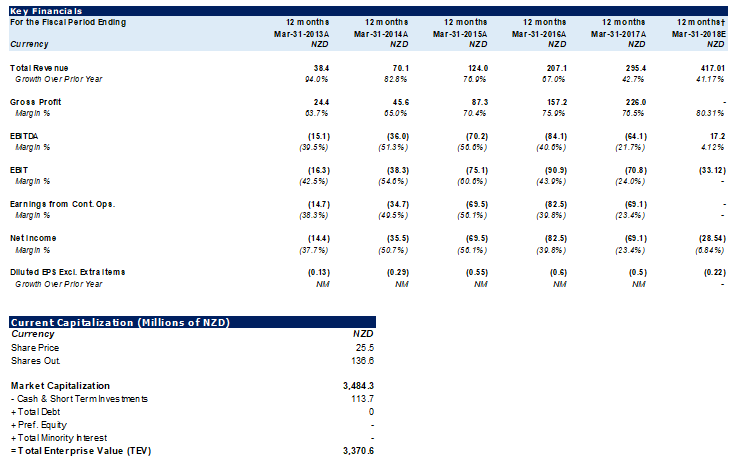 Key Financials
For the Fiscal Period Ending 12 months 12 months 12 months 12 months 12 months 12 months†
Mar-31-2013A Mar-31-2014A Mar-31-2015A Mar-31-2016A Mar-31-2017A Mar-31-2018E
Currency NZD NZD NZD NZD NZD NZD
Total Revenue 38.4 70.1 124.0 207.1 295.4 417.01
Growth Over Prior Year 94.0% 82.8% 76.9% 67.0% 42.7% 41.17%
Gross Profit 24.4 45.6 87.3 157.2 226.0 -
Margin % 63.7% 65.0% 70.4% 75.9% 76.5% 80.31%
EBITDA (15.1) (36.0) (70.2) (84.1) (64.1) 17.2
Margin % (39.5%) (51.3%) (56.6%) (40.6%) (21.7%) 4.12%
EBIT (16.3) (38.3) (75.1) (90.9) (70.8) (33.12)
Margin % (42.5%) (54.6%) (60.6%) (43.9%) (24.0%) -
Earnings from Cont. Ops. (14.7) (34.7) (69.5) (82.5) (69.1) -
Margin % (38.3%) (49.5%) (56.1%) (39.8%) (23.4%) -
Net Income (14.4) (35.5) (69.5) (82.5) (69.1) (28.54)
Margin % (37.7%) (50.7%) (56.1%) (39.8%) (23.4%) (6.84%)
Diluted EPS Excl. Extra Items (0.13) (0.29) (0.55) (0.6) (0.5) (0.22)
Growth Over Prior Year NM NM NM NM NM -
Current Capitalization (Millions of NZD)
Currency NZD
Share Price 25.5
Shares Out. 136.6
Market Capitalization 3,484.3
- Cash & Short Term Investments 113.7
+ Total Debt 0
+ Pref. Equity -
+ Total Minority Interest -
= Total Enterprise Value (TEV) 3,370.6